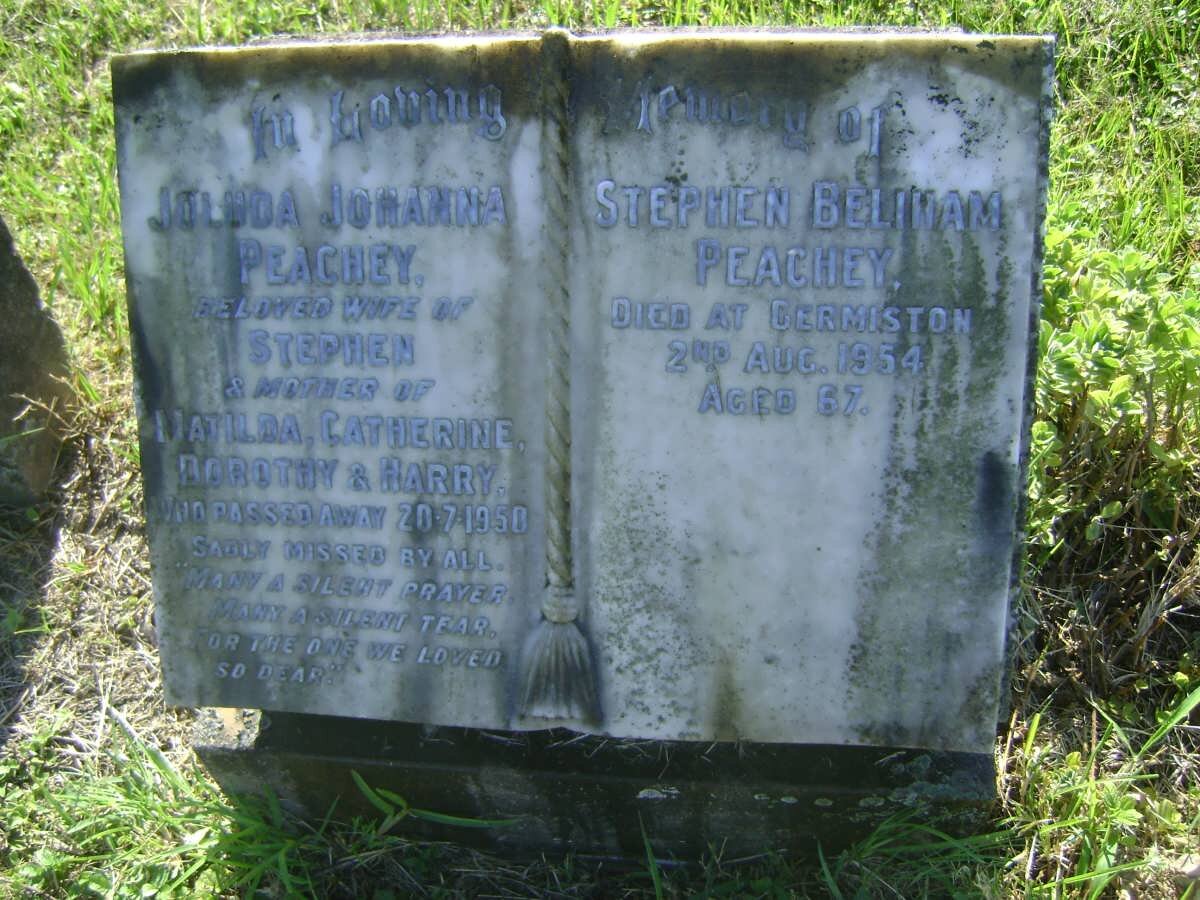 In Loving Memory of
JOLINDA JOHANNA
PEACHEY,
BELOVED WIFE OF
STEPHEN
& MOTHER OF
MATILDA, CATHERINE,
DOROTHY & HARRY,
WHO PASSED AWAY 20-7-1950
SADLY MISSED BY ALL.
"MANY A SILENT PRAYER
MANY A SILENT TEAR,
FOR THE ONE WE LOVED
SO DEAR."
STEPHEN
PEACHEY,
DIED AT GERMISTON
2ND AUG. 1954.
AGED 67.